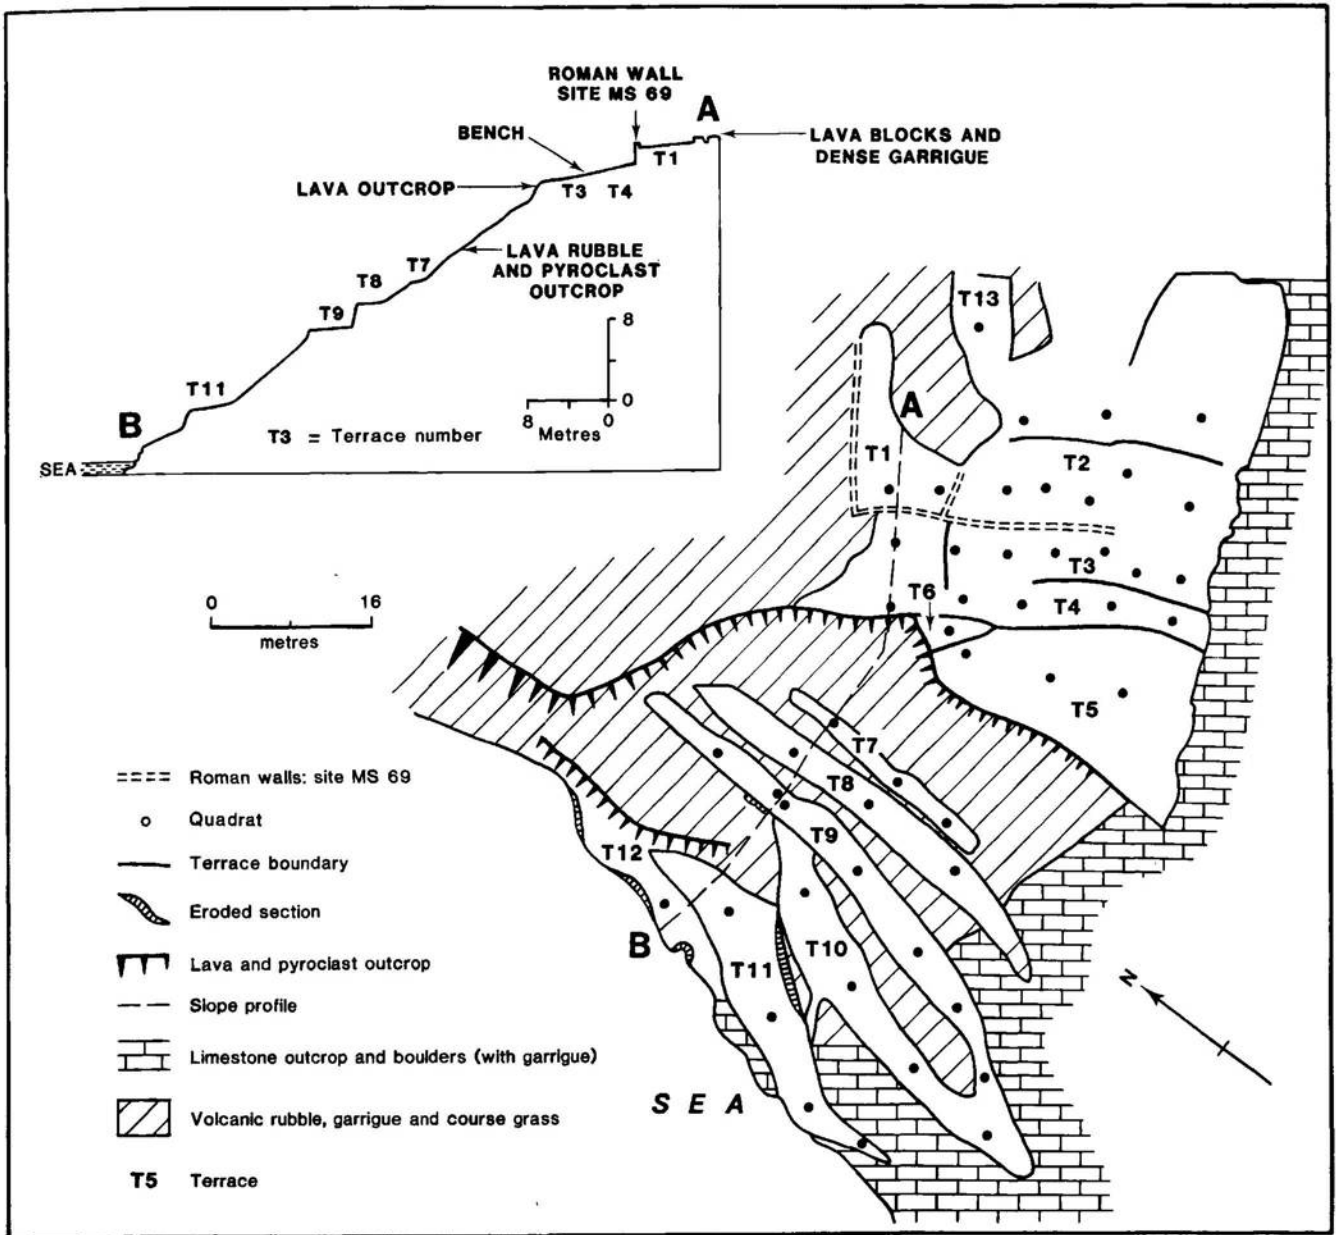 ROMAN WALL
SITE MS 69
A
BENCH
LAVA BLOCKS AND
DENSE GARRIGUE
T1
LAVA OUTCROP
T3 T4
LAVA RUBBLE
AND PYROCLAST
OUTCROP
T7
T8
T9
T11
8
0
8 Metres 0
B
T3 = Terrace number
SEA
T13
A
T1
T2
T3
T6
T4
T5
0 16
metres
T7
T8
T9
T12
T10
B
T11
N
SEA
Roman walls: site MS 69
Quadrat
Terrace boundary
Eroded section
Lava and pyroclast outcrop
Slope profile
Limestone outcrop and boulders (with garrigue)
Volcanic rubble, garrigue and course grass
T5 Terrace